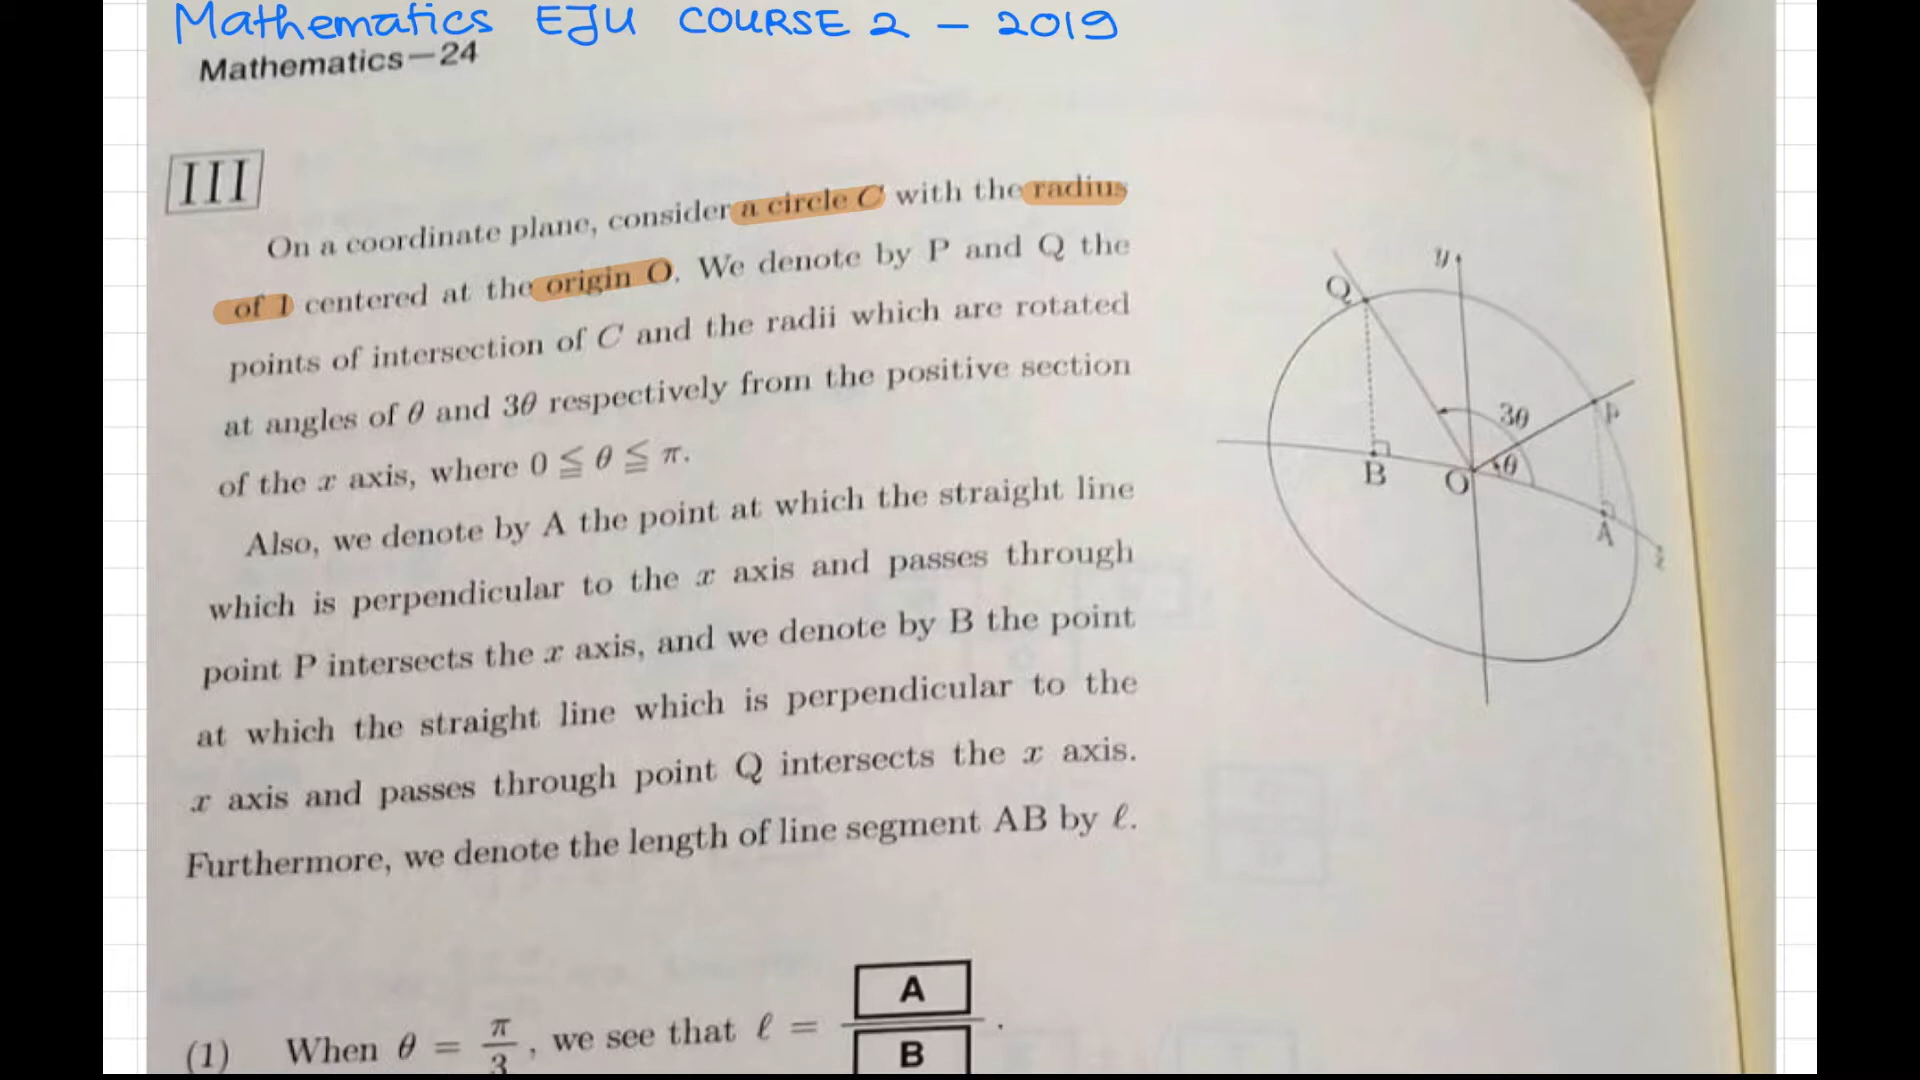 Mathematics EJU COURSE 2 – 2019
Mathematics—24
III
On a coordinate plane, consider a circle C with the radius
of 1 centered at the origin O. We denote by P and Q the
points of intersection of C and the radii which are rotated
at angles of θ and 3θ respectively from the positive section
of the x axis, where 0 ≦ θ ≦ π.
Also, we denote by A the point at which the straight line
which is perpendicular to the x axis and passes through
point P intersects the x axis, and we denote by B the point
at which the straight line which is perpendicular to the
x axis and passes through point Q intersects the x axis.
Furthermore, we denote the length of line segment AB by ℓ.
Q
y
3θ
P
θ
B
O
A
x
(1) When θ = π/3, we see that ℓ = A/B.